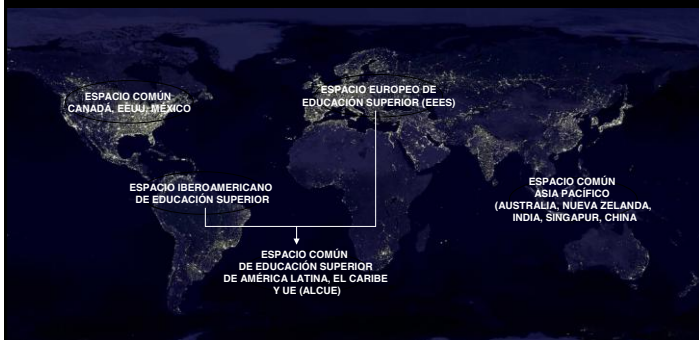 ESPACIO COMÚN
CANADÁ, EEUU, MÉXICO
ESPACIO EUROPEO DE
EDUCACIÓN SUPERIOR (EEES)
ESPACIO IBEROAMERICANO
DE EDUCACIÓN SUPERIOR
ESPACIO COMÚN
ASIA PACÍFICO
(AUSTRALIA, NUEVA ZELANDA,
INDIA, SINGAPUR, CHINA
ESPACIO COMÚN
DE EDUCACIÓN SUPERIOR
DE AMÉRICA LATINA, EL CARIBE
Y UE (ALCUE)